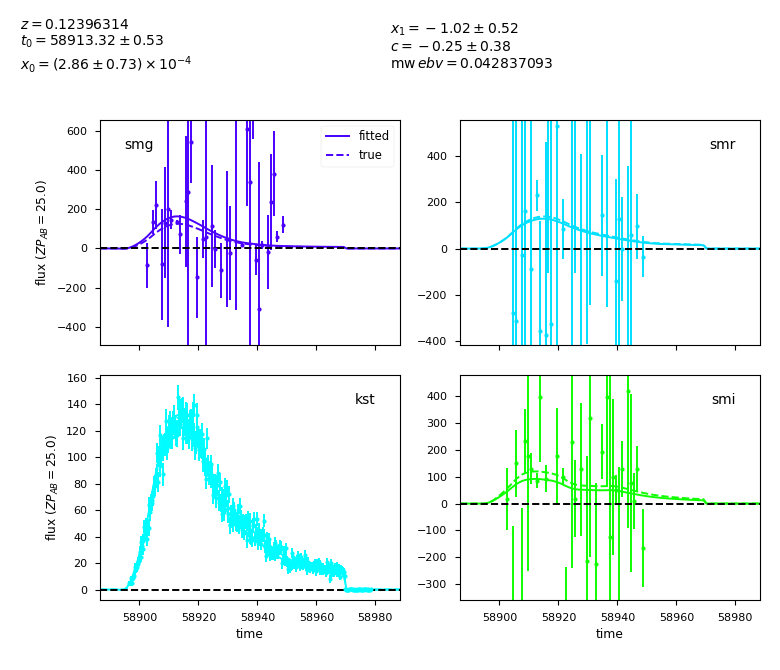 z = 0.12396314
t0 = 58913.32 ± 0.53
x0 = (2.86 ± 0.73) × 10⁻⁴
x1 = −1.02 ± 0.52
c = −0.25 ± 0.38
mw ebv = 0.042837093
smg
fitted
true
600
400
200
0
−200
−400
flux (ZP_AB = 25.0)
smr
400
200
0
−200
−400
kst
160
140
120
100
80
60
40
20
0
flux (ZP_AB = 25.0)
58900 58920 58940 58960 58980
time
smi
400
300
200
100
0
−100
−200
−300
58900 58920 58940 58960 58980
time